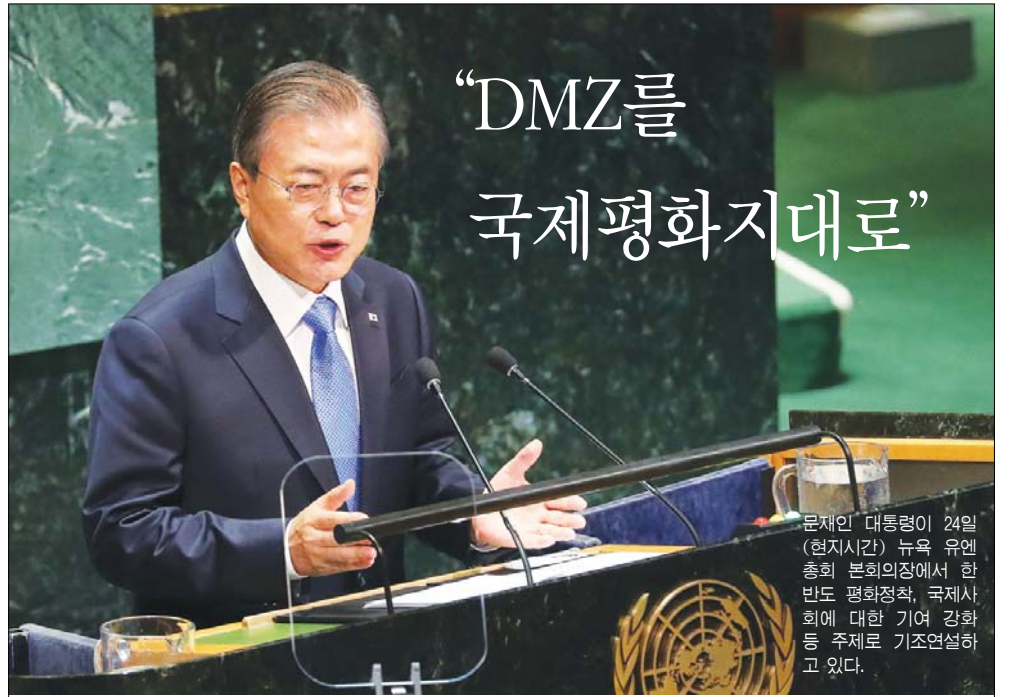 “DMZ를
국제평화지대로”
문재인 대통령이 24일
(현지시간) 뉴욕 유엔
총회 본회의장에서 한
반도 평화정착, 국제사
회에 대한 기여 강화
등 주제로 기조연설하
고 있다.